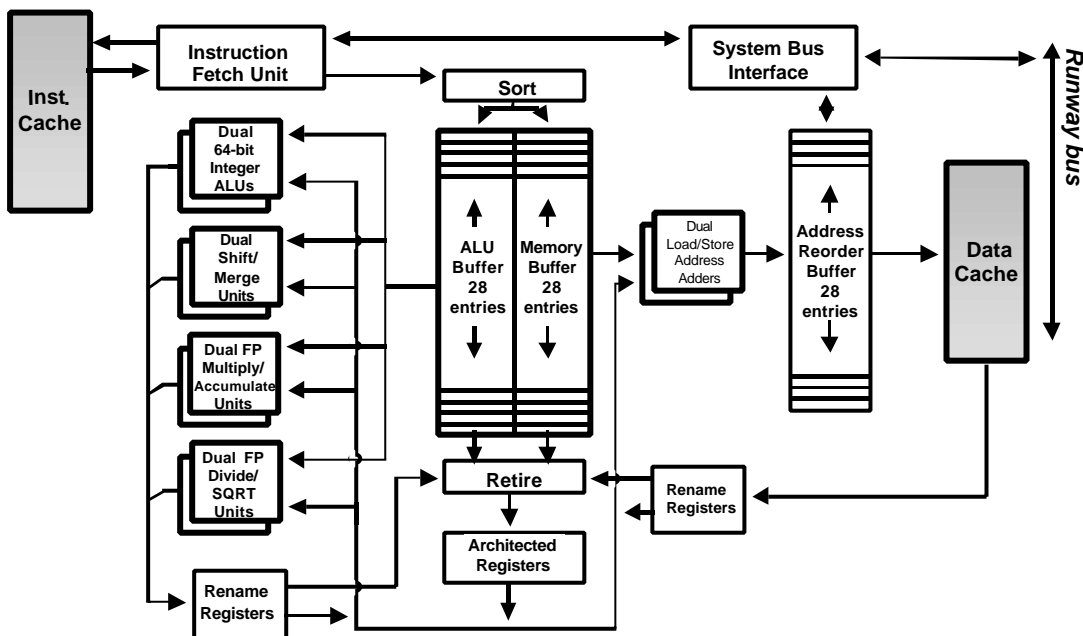 Instruction
Fetch Unit
System Bus
Interface
Runway bus
Inst.
Cache
Sort
Dual
64-bit
Integer
ALUs
Dual
Shift/
Merge
Units
Dual FP
Multiply/
Accumulate
Units
Dual FP
Divide/
SQRT
Units
ALU
Buffer
28
entries
Memory
Buffer
28
entries
Dual
Load/Store
Address
Adders
Address
Reorder
Buffer
28
entries
Data
Cache
Retire
Rename
Registers
Architected
Registers
Rename
Registers